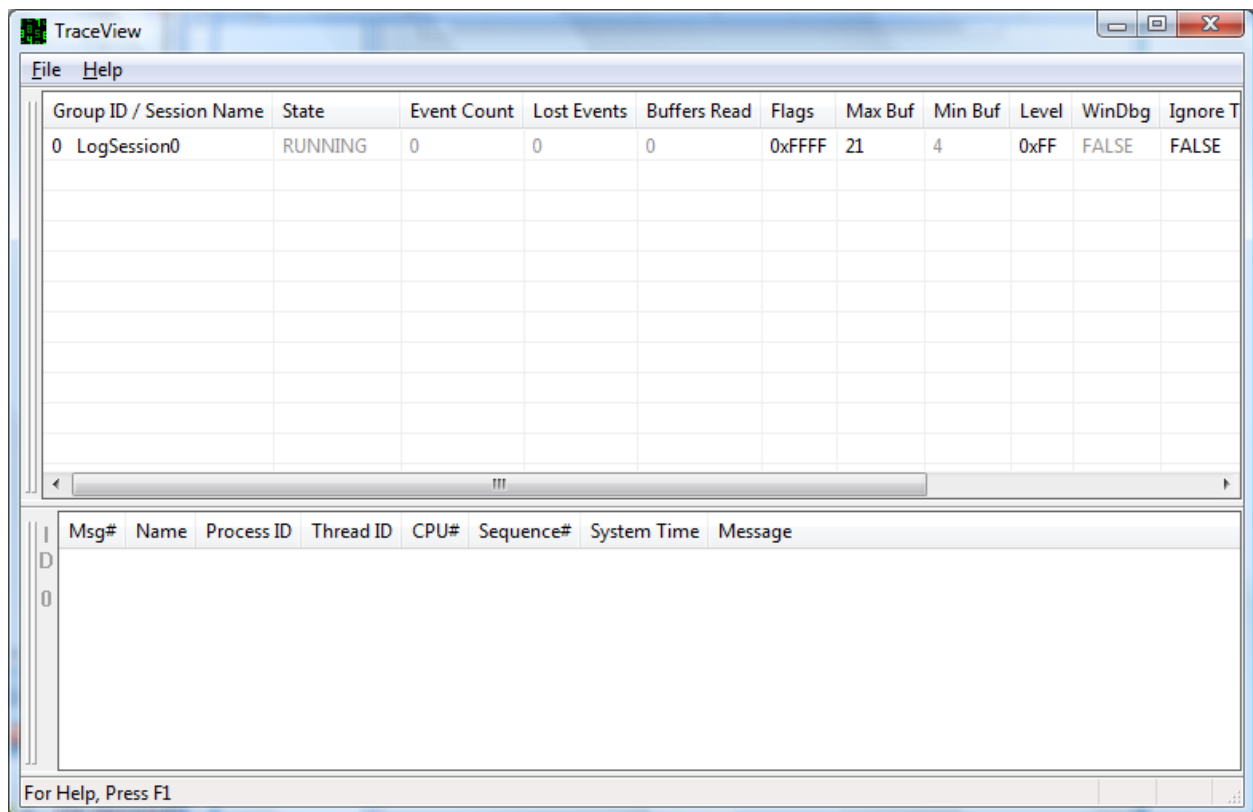 TraceView
File Help
Group ID / Session Name State Event Count Lost Events Buffers Read Flags Max Buf Min Buf Level WinDbg Ignore T
0 LogSession0 RUNNING 0 0 0 0xFFFF 21 4 0xFF FALSE FALSE
Msg# Name Process ID Thread ID CPU# Sequence# System Time Message
I
D
0
For Help, Press F1